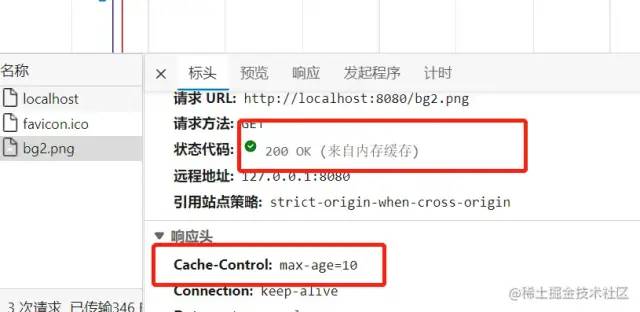 名称
localhost
favicon.ico
bg2.png
标头 预览 响应 发起程序 计时
请求 URL: http://localhost:8080/bg2.png
请求方法: GET
状态代码: 200 OK (来自内存缓存)
远程地址: 127.0.0.1:8080
引用站点策略: strict-origin-when-cross-origin
响应头
Cache-Control: max-age=10
Connection: keep-alive
3 次请求 已传输346
@稀土掘金技术社区